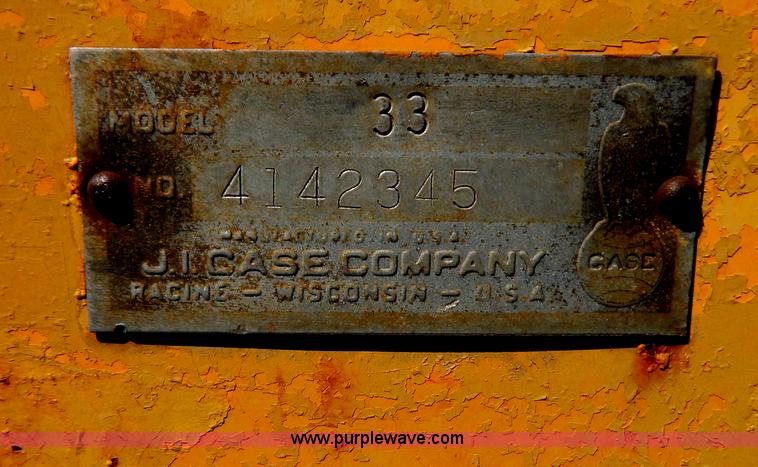 MODEL 33
NO. 4142345
MANUFACTURED IN U.S.A.
J.I. CASE COMPANY
RACINE - WISCONSIN - U.S.A.
CASE
www.purplewave.com